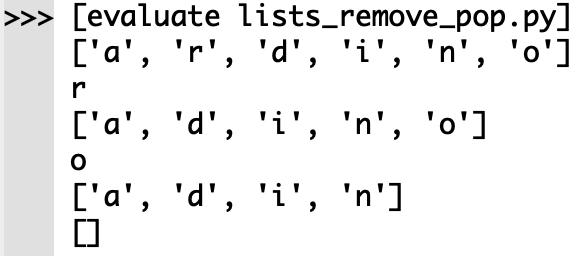 >>> [evaluate lists_remove_pop.py]
['a', 'r', 'd', 'i', 'n', 'o']
r
['a', 'd', 'i', 'n', 'o']
o
['a', 'd', 'i', 'n']
[]